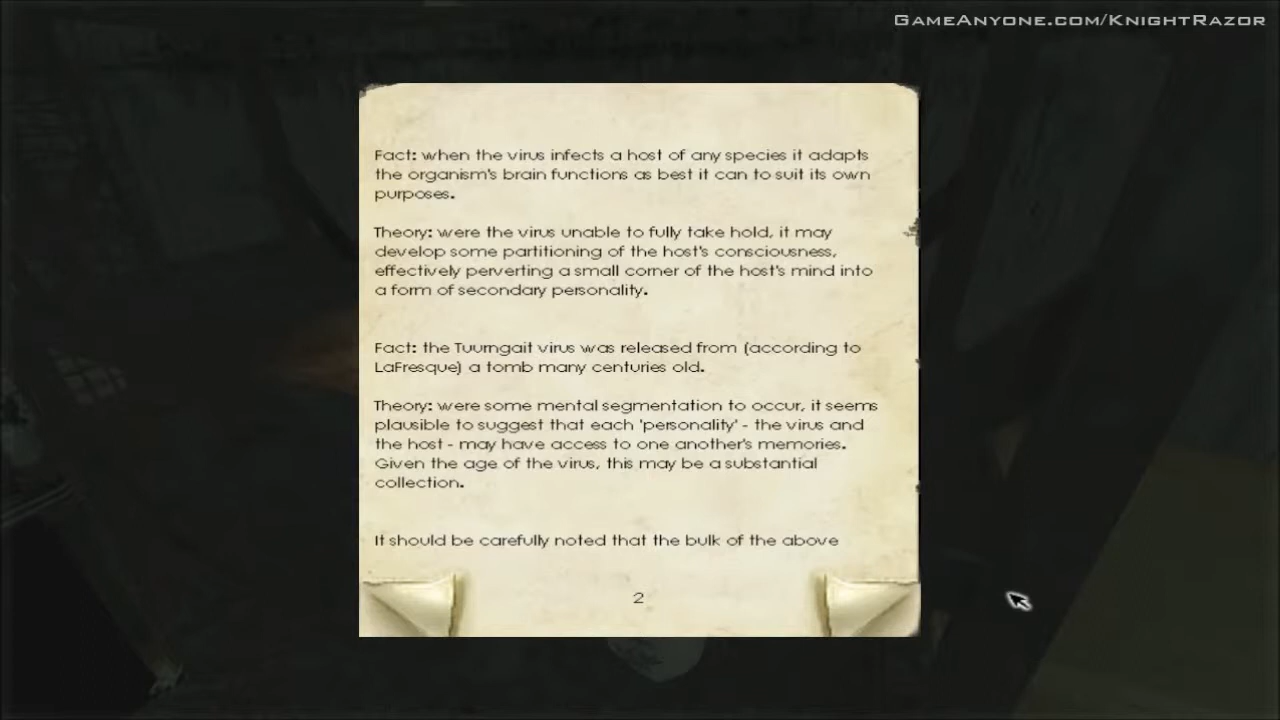 GameAnyone.com/KnightRazor
Fact: when the virus infects a host of any species it adapts
the organism's brain functions as best it can to suit its own
purposes.
Theory: were the virus unable to fully take hold, it may
develop some partitioning of the host's consciousness,
effectively perverting a small corner of the host's mind into
a form of secondary personality.
Fact: the Tuurngait virus was released from (according to
LaFresque) a tomb many centuries old.
Theory: were some mental segmentation to occur, it seems
plausible to suggest that each 'personality' - the virus and
the host - may have access to one another's memories.
Given the age of the virus, this may be a substantial
collection.
It should be carefully noted that the bulk of the above
2